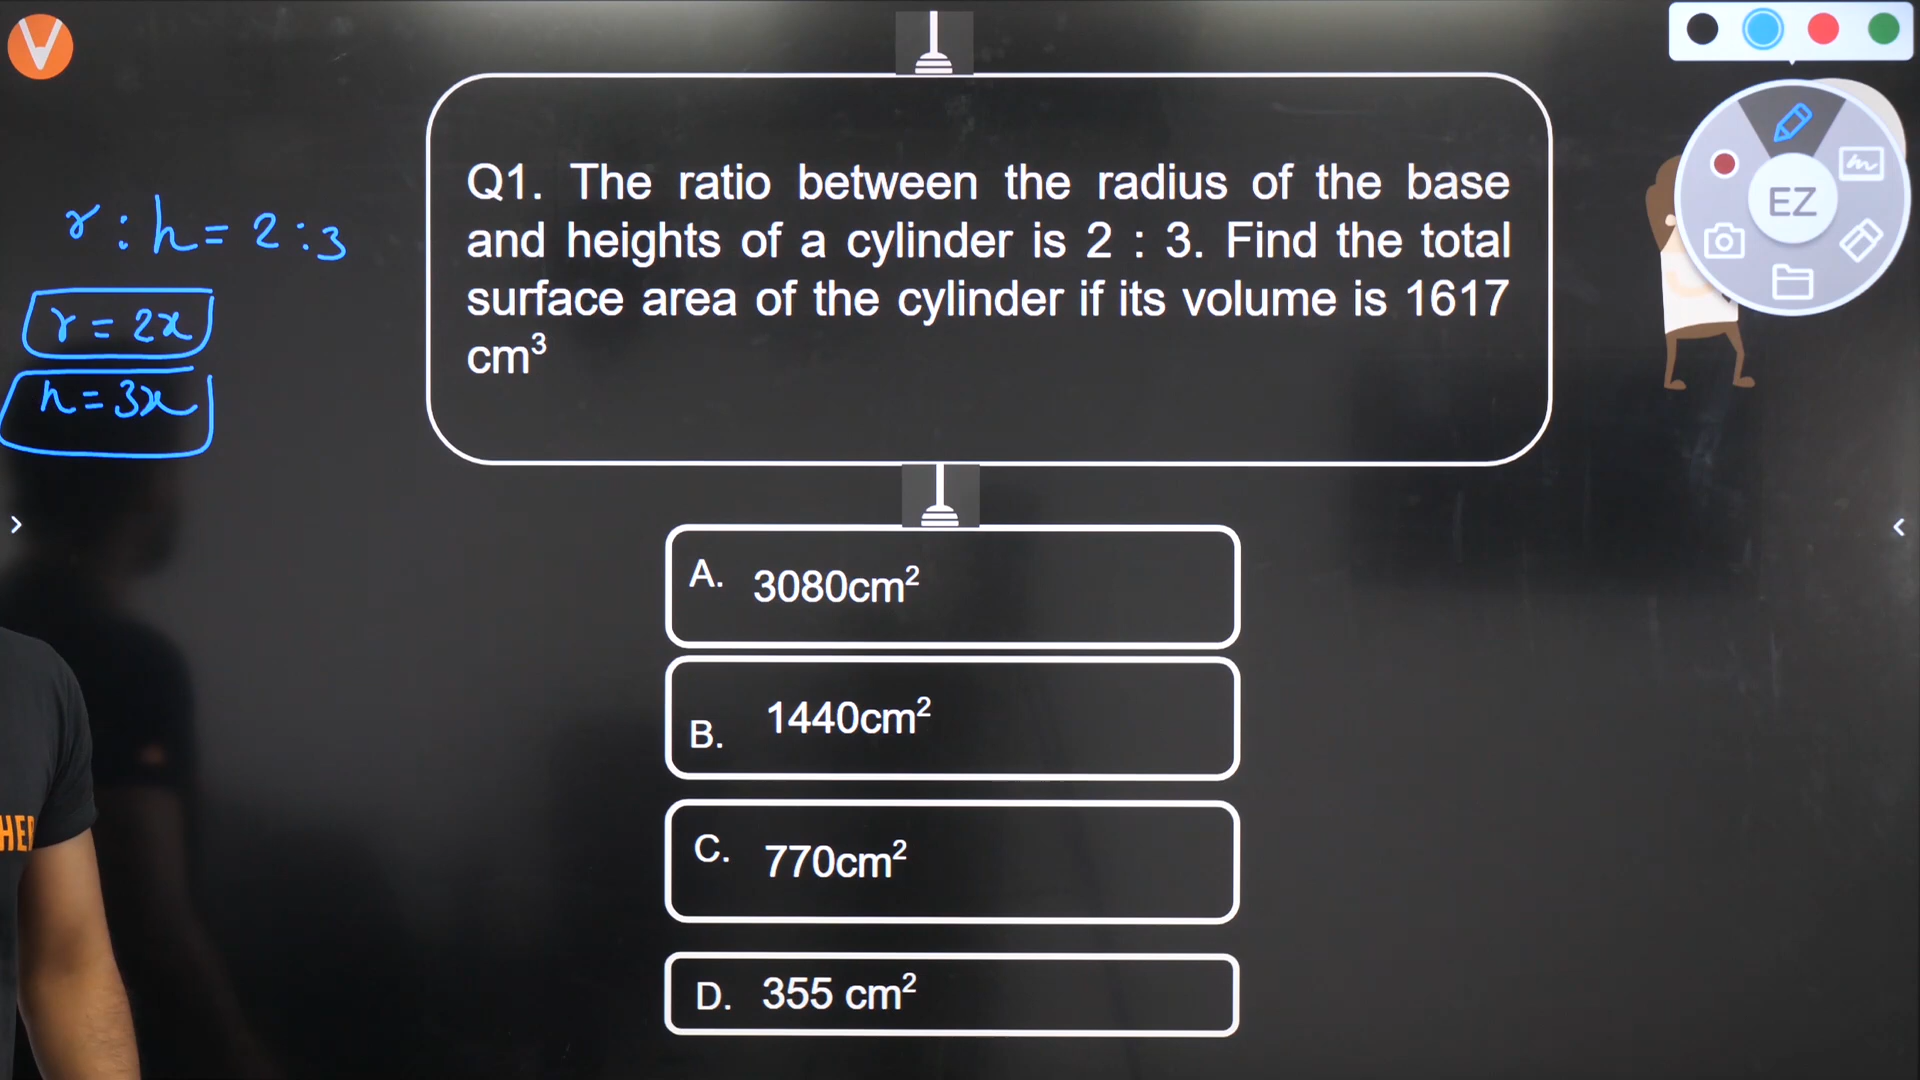 r : h = 2 : 3
r = 2x
h = 3x
Q1. The ratio between the radius of the base
and heights of a cylinder is 2 : 3. Find the total
surface area of the cylinder if its volume is 1617
cm³
EZ
A. 3080cm²
B. 1440cm²
C. 770cm²
D. 355 cm²
HER